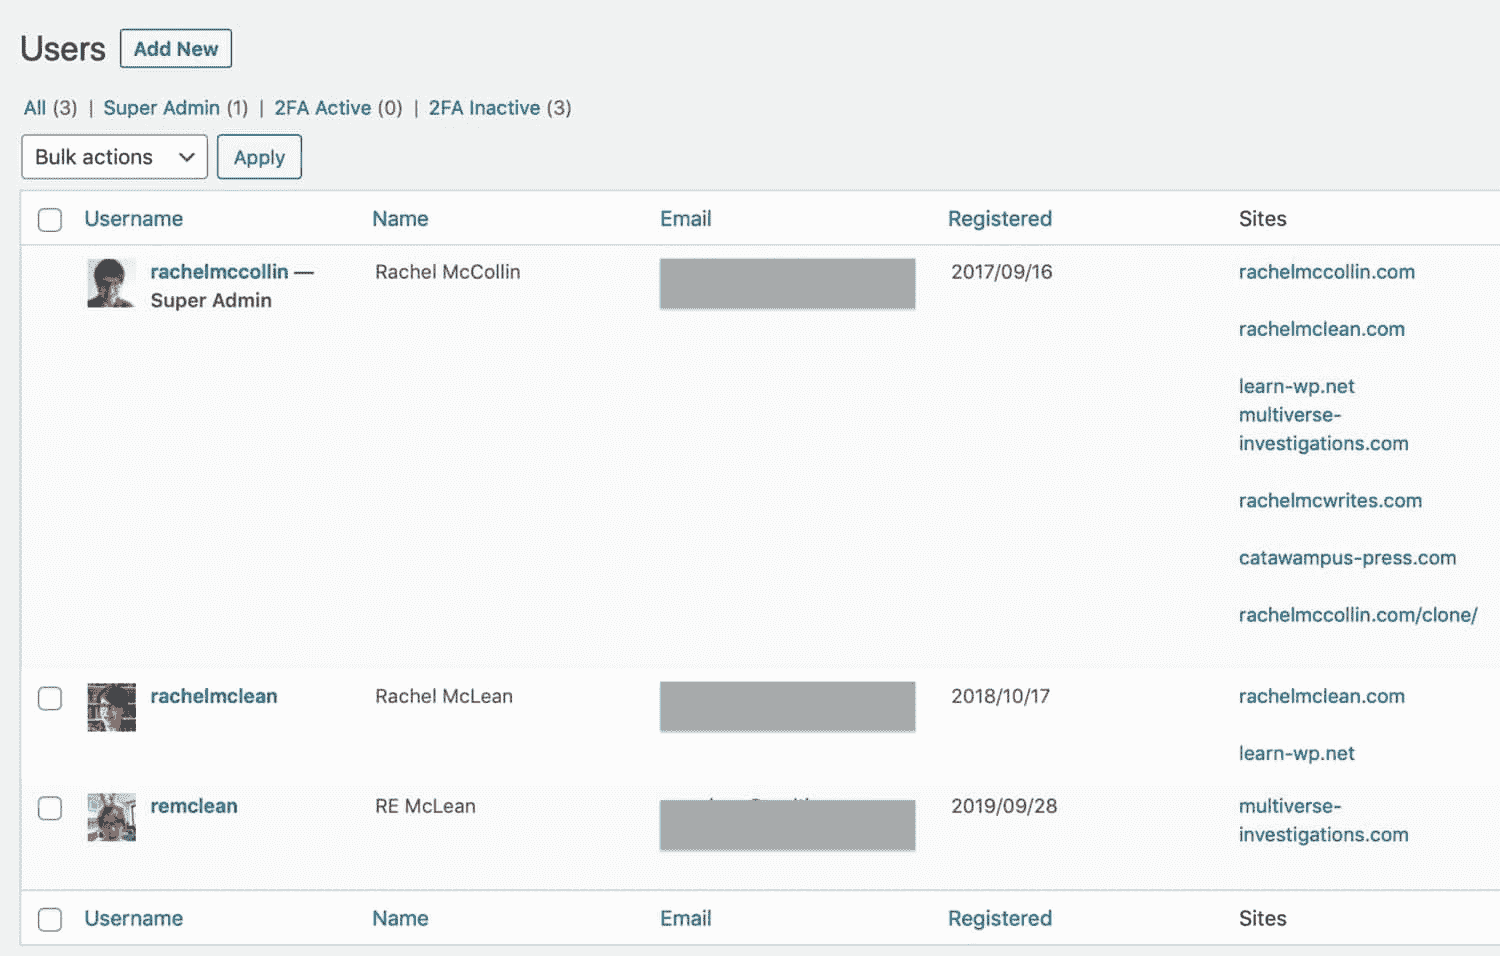 Users Add New
All (3) | Super Admin (1) | 2FA Active (0) | 2FA Inactive (3)
Bulk actions Apply
Username Name Email Registered Sites
rachelmccollin — Rachel McCollin 2017/09/16 rachelmccollin.com
Super Admin
rachelmclean.com
learn-wp.net
multiverse-
investigations.com
rachelmcwrites.com
catawampus-press.com
rachelmccollin.com/clone/
rachelmclean Rachel McLean 2018/10/17 rachelmclean.com
learn-wp.net
remclean RE McLean 2019/09/28 multiverse-
investigations.com
Username Name Email Registered Sites